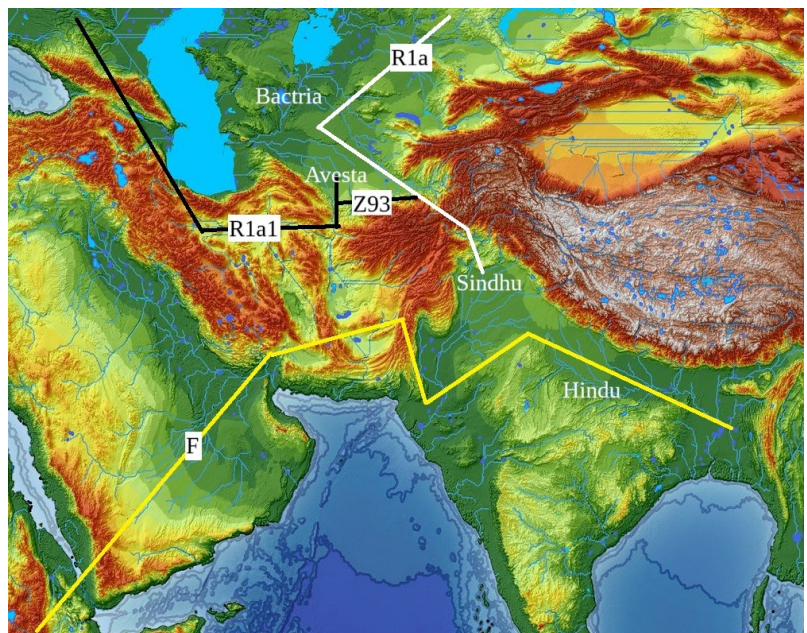 R1a
Bactria
Avesta
Z93
R1a1
Sindhu
Hindu
F